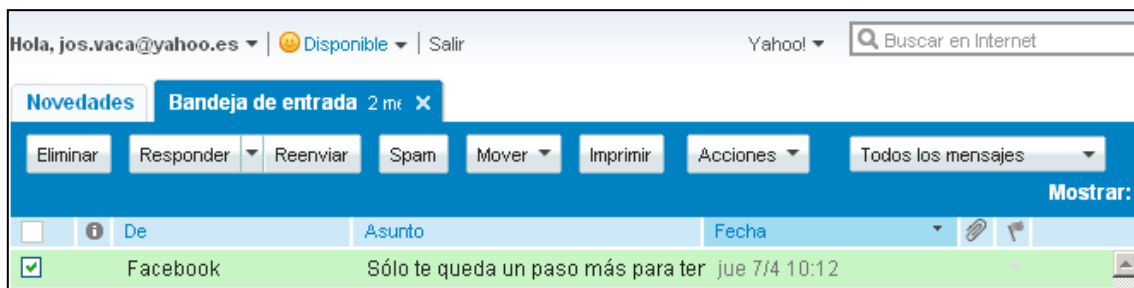 Hola, jos.vaca@yahoo.es Disponible Salir Yahoo! Buscar en Internet
Novedades Bandeja de entrada 2 me
Eliminar Responder Reenviar Spam Mover Imprimir Acciones Todos los mensajes
Mostrar:
De Asunto Fecha
Facebook Sólo te queda un paso más para ter jue 7/4 10:12